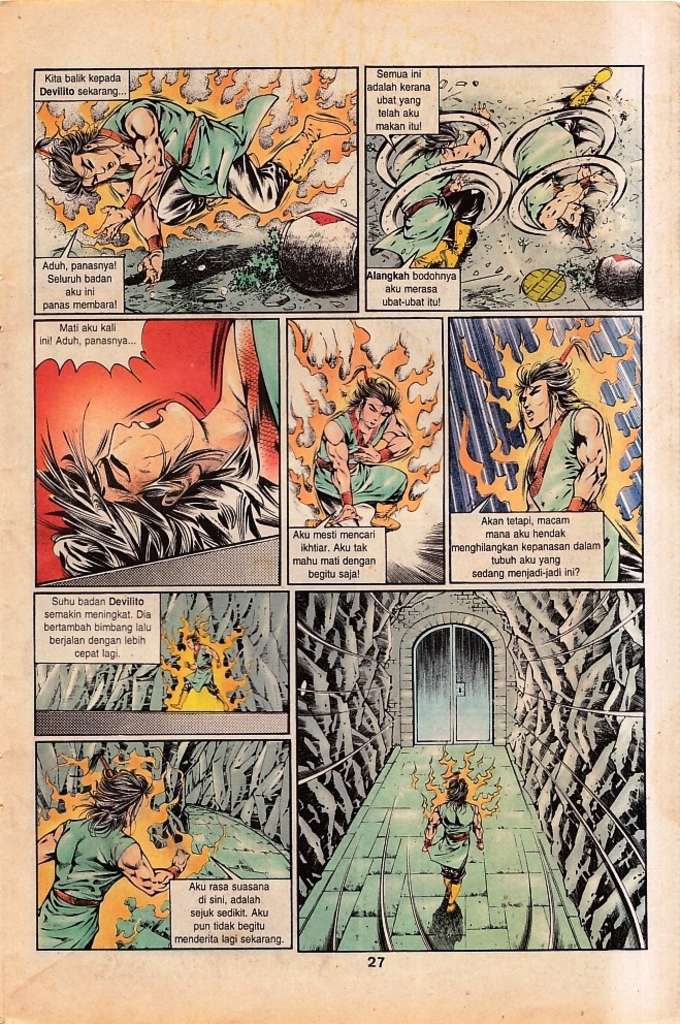 Kita balik kepada
Devilito sekarang...
Aduh, panasnya!
Seluruh badan
aku ini
panas membara!
Semua ini
adalah kerana
ubat yang
telah aku
makan itu!
Alangkah bodohnya
aku merasa
ubat-ubat itu!
Mati aku kali
ini! Aduh, panasnya...
Aku mesti mencari
ikhtiar. Aku tak
mahu mati dengan
begitu saja!
Akan tetapi, macam
mana aku hendak
menghilangkan kepanasan dalam
tubuh aku yang
sedang menjadi-jadi ini?
Suhu badan Devilito
semakin meningkat. Dia
bertambah bimbang lalu
berjalan dengan lebih
cepat lagi.
Aku rasa suasana
di sini, adalah
sejuk sedikit. Aku
pun tidak begitu
menderita lagi sekarang.
27